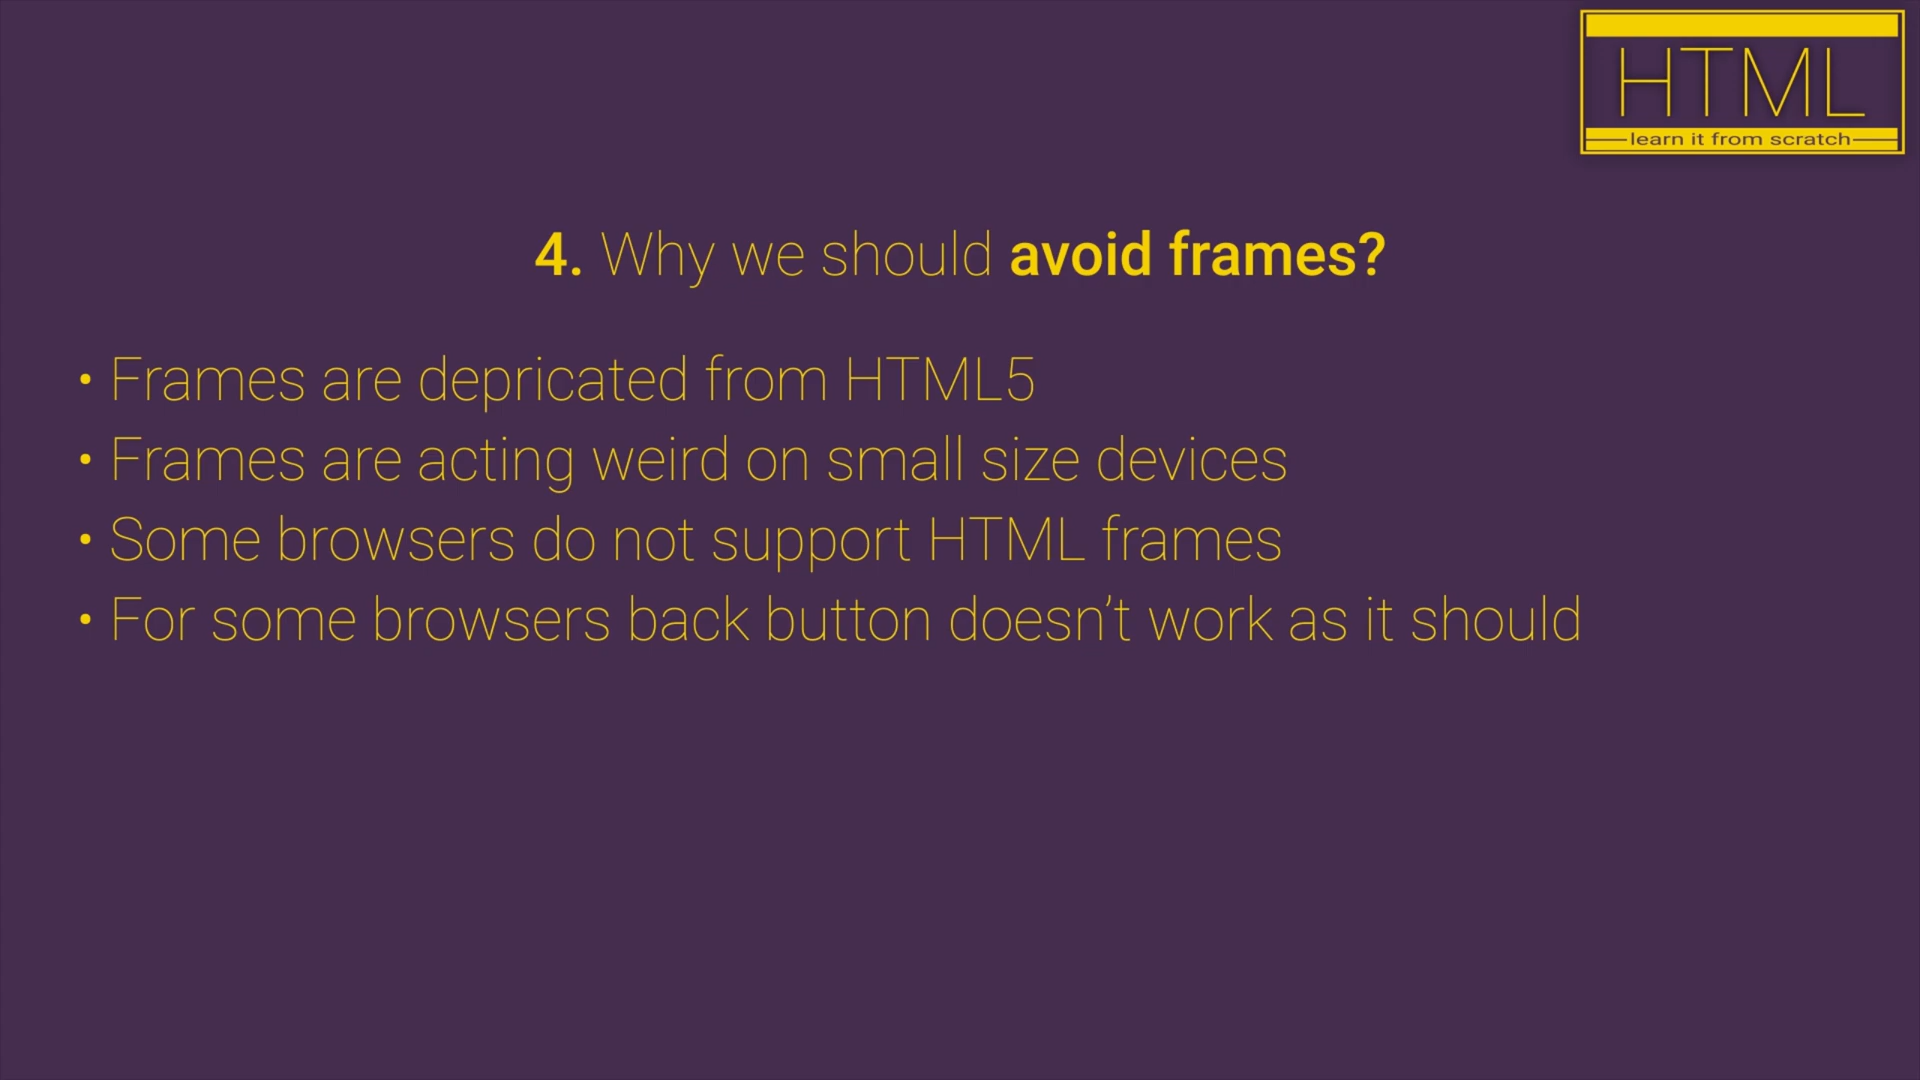 HTML
learn it from scratch
4. Why we should avoid frames?
• Frames are depricated from HTML5
• Frames are acting weird on small size devices
• Some browsers do not support HTML frames
• For some browsers back button doesn’t work as it should